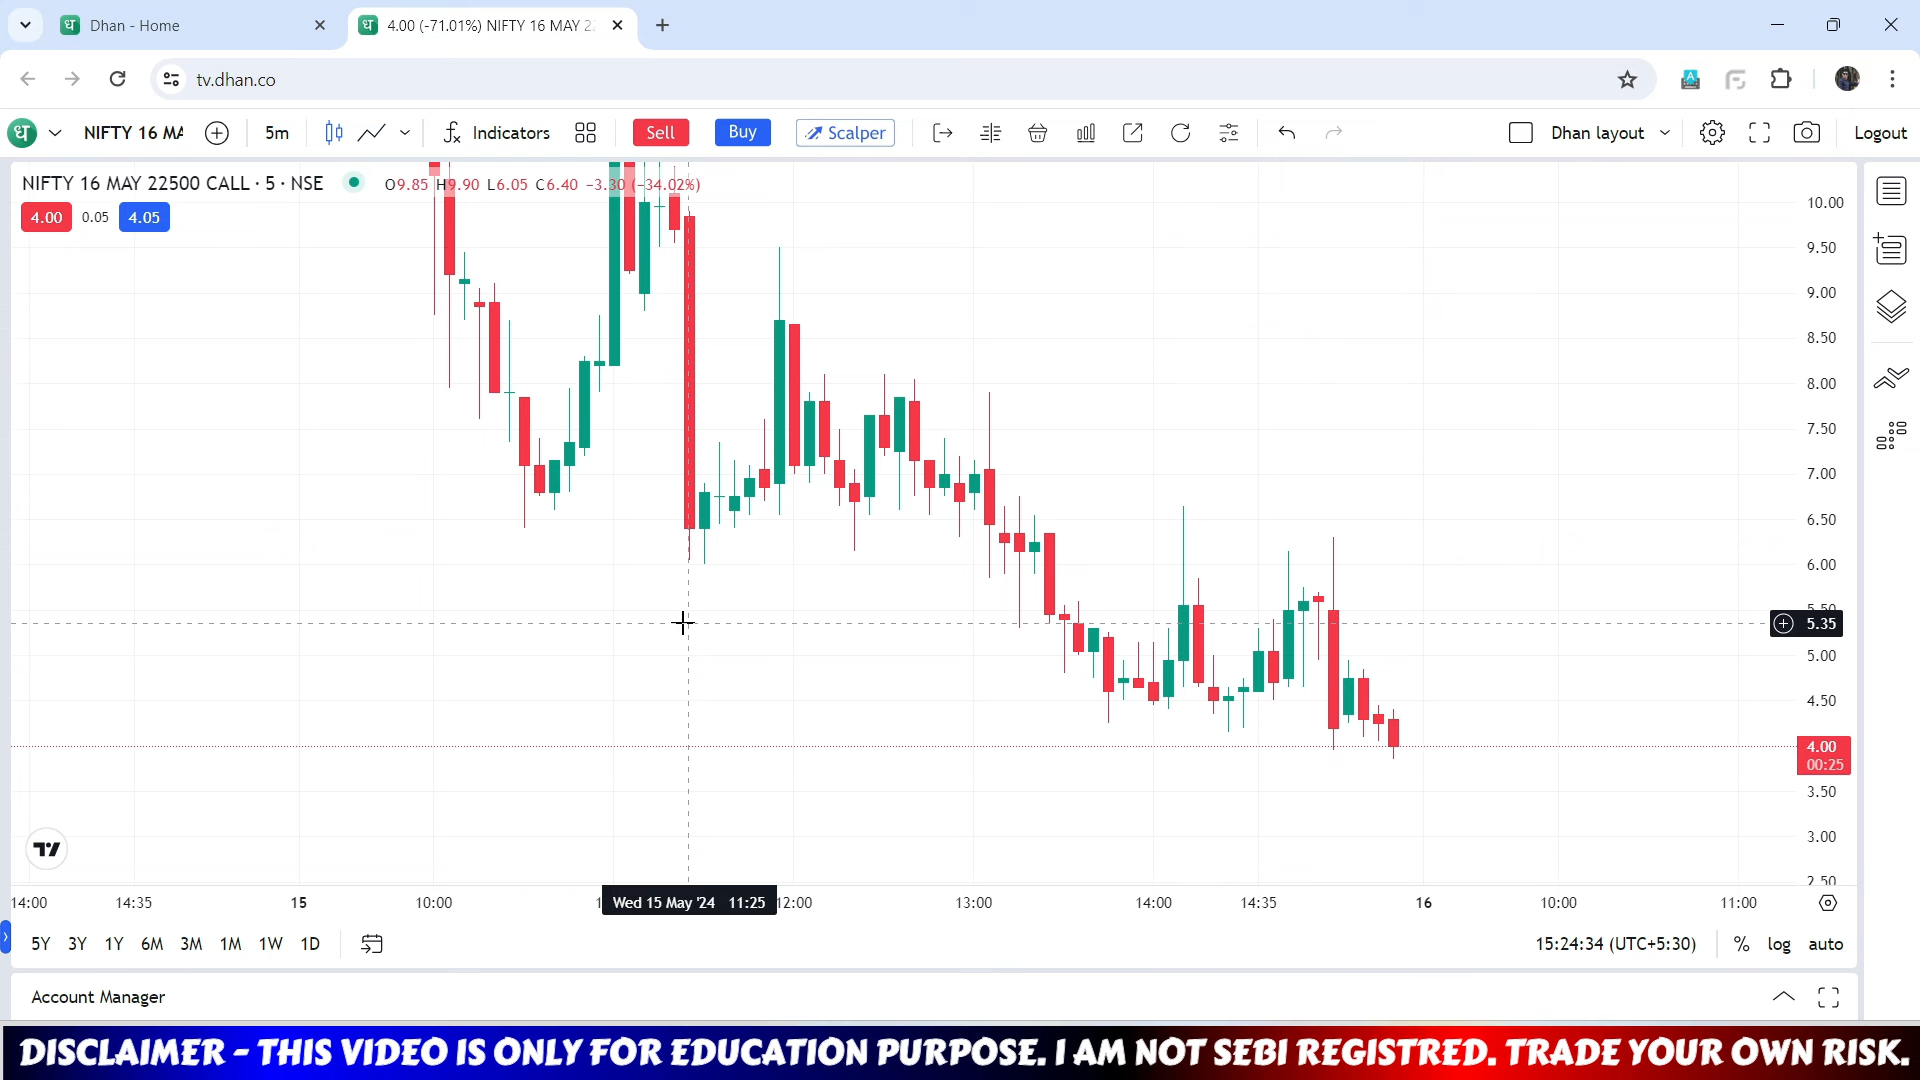 Dhan - Home
4.00 (-71.01%) NIFTY 16 MAY 22
tv.dhan.co
धा NIFTY 16 MA 5m Indicators Sell Buy Scalper Dhan layout Logout
NIFTY 16 MAY 22500 CALL · 5 · NSE O9.85 H9.90 L6.05 C6.40 −3.30 (−34.02%)
4.00 0.05 4.05
10.00
9.50
9.00
8.50
8.00
7.50
7.00
6.50
6.00
5.50
5.35
5.00
4.50
4.00
00:25
3.50
3.00
2.50
14:00 14:35 15 10:00 Wed 15 May '24 11:25 12:00 13:00 14:00 14:35 16 10:00 11:00
5Y 3Y 1Y 6M 3M 1M 1W 1D 15:24:34 (UTC+5:30) % log auto
Account Manager
DISCLAIMER - THIS VIDEO IS ONLY FOR EDUCATION PURPOSE. I AM NOT SEBI REGISTRED. TRADE YOUR OWN RISK.